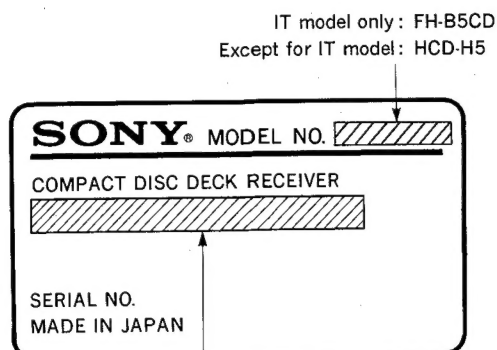 IT model only : FH-B5CD
Except for IT model : HCD-H5
SONY® MODEL NO.
COMPACT DISC DECK RECEIVER
SERIAL NO.
MADE IN JAPAN